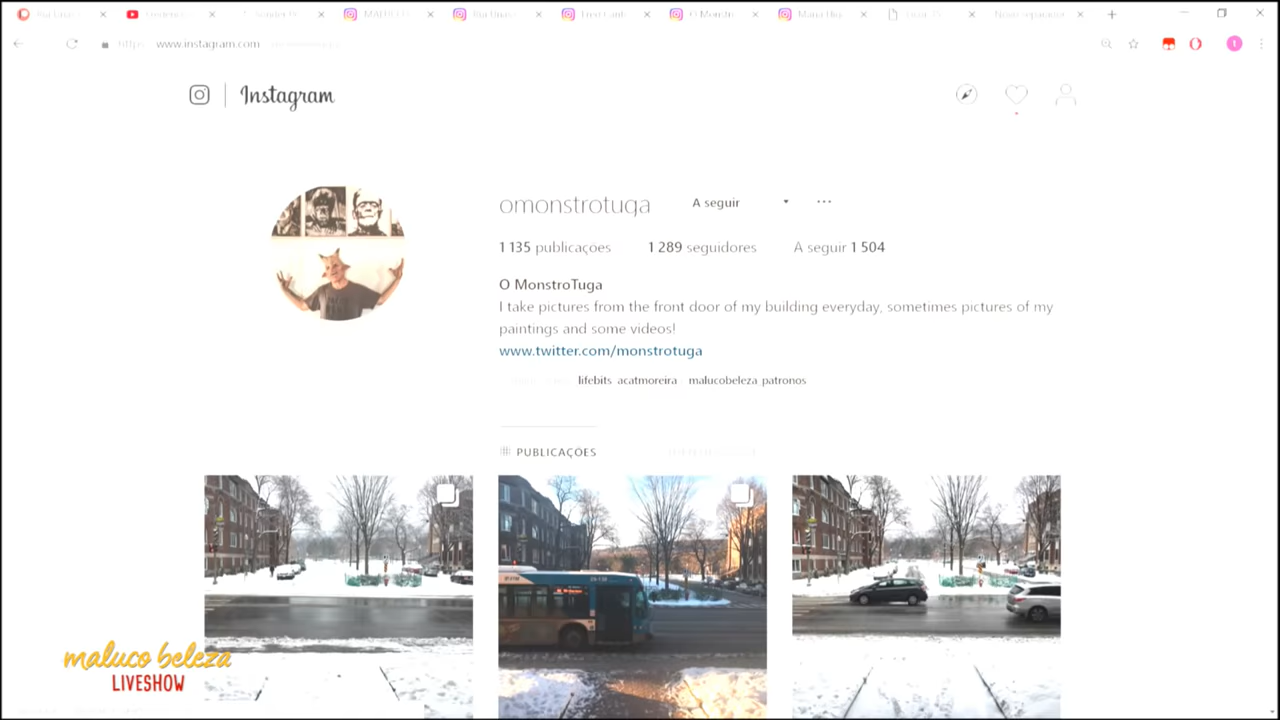 www.instagram.com
Instagram
omonstrotuga A seguir
1 135 publicações 1 289 seguidores A seguir 1 504
O MonstroTuga
I take pictures from the front door of my building everyday, sometimes pictures of my
paintings and some videos!
www.twitter.com/monstrotuga
lifebits acatmoreira malucobeleza patronos
PUBLICAÇÕES
maluco beleza
LIVESHOW